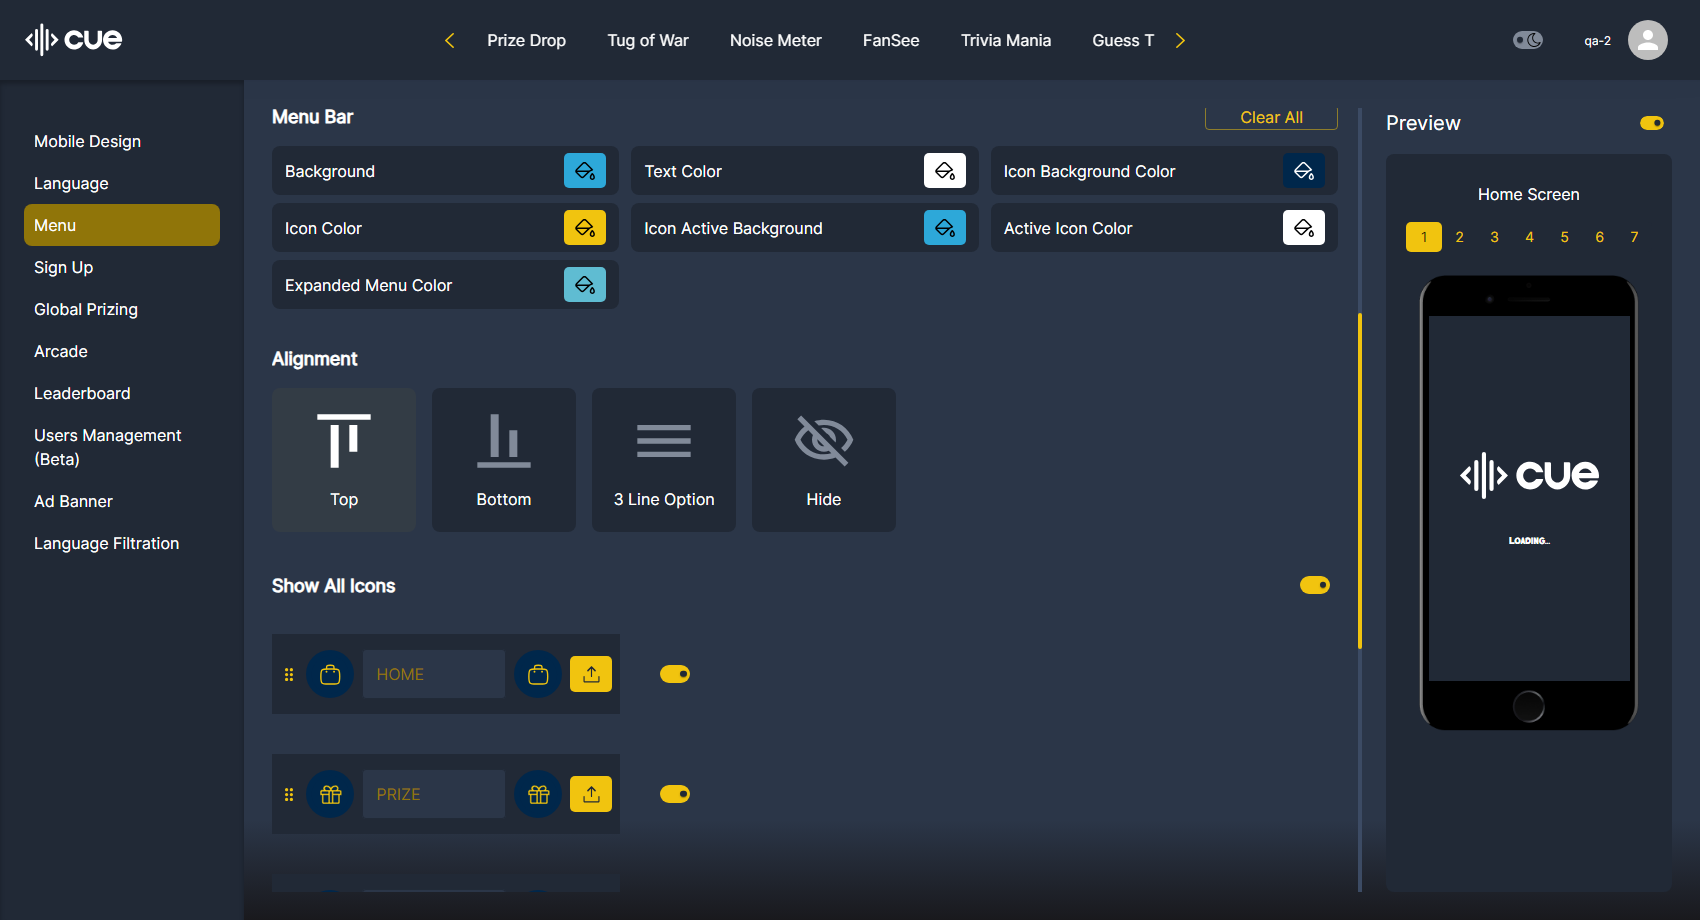 cue
Prize Drop
Tug of War
Noise Meter
FanSee
Trivia Mania
Guess T
qa-2
Mobile Design
Language
Menu
Sign Up
Global Prizing
Arcade
Leaderboard
Users Management
(Beta)
Ad Banner
Language Filtration
Menu Bar
Clear All
Background
Text Color
Icon Background Color
Icon Color
Icon Active Background
Active Icon Color
Expanded Menu Color
Alignment
Top
Bottom
3 Line Option
Hide
Show All Icons
HOME
PRIZE
Preview
Home Screen
1 2 3 4 5 6 7
cue
LOADING...